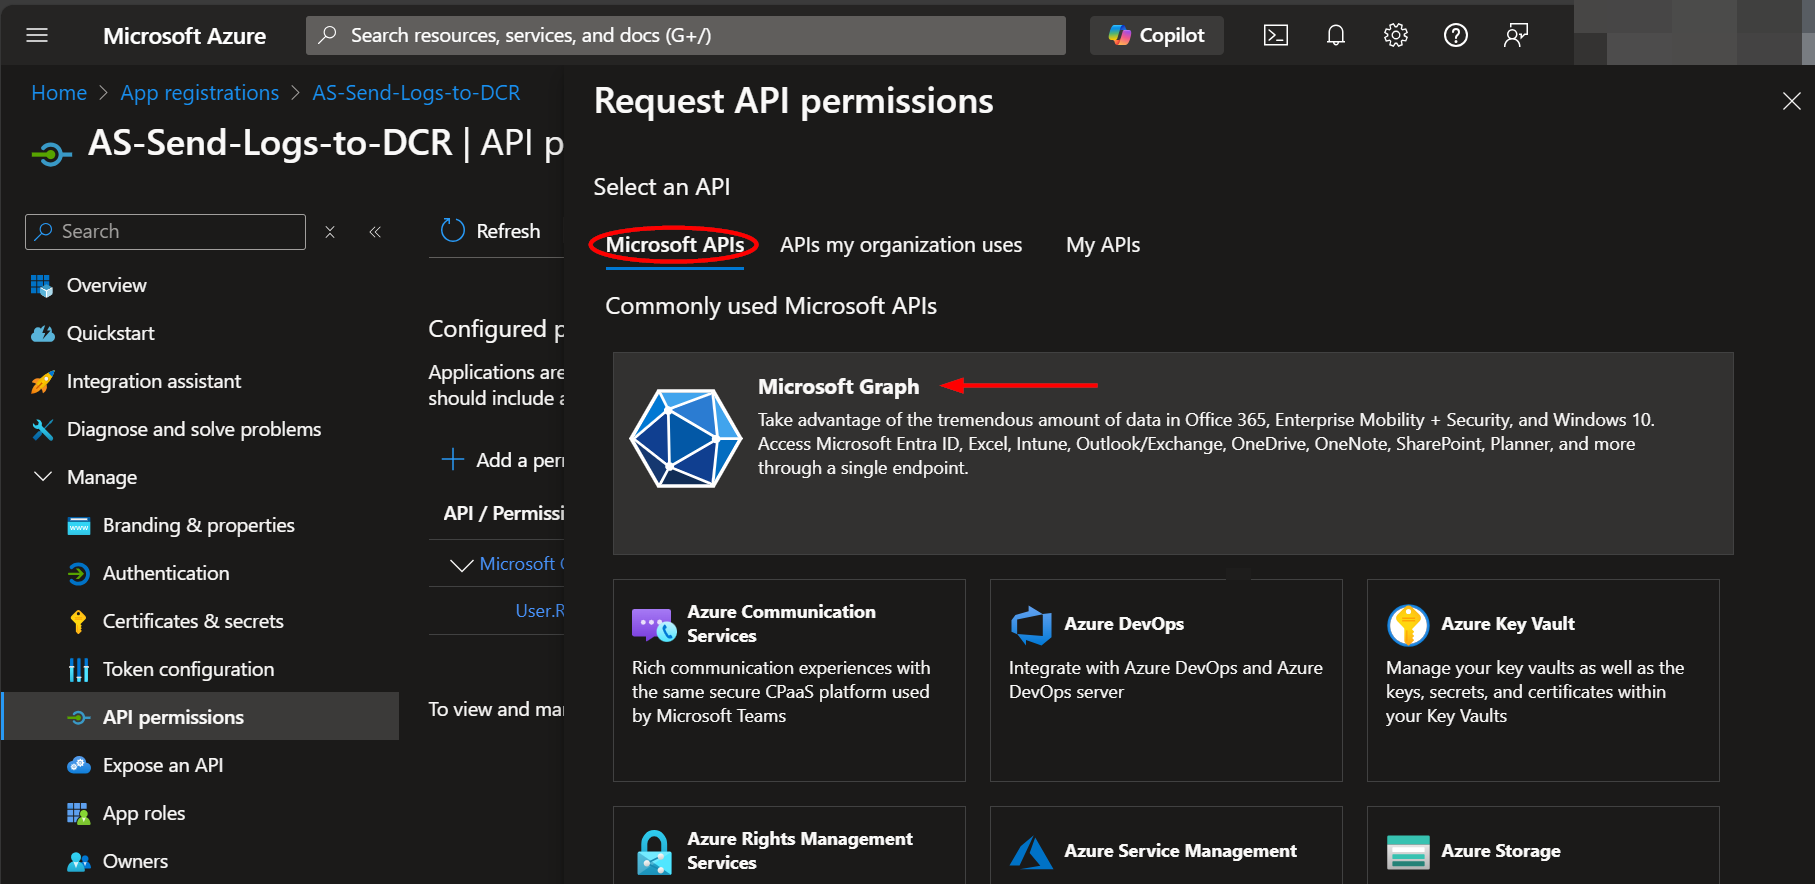 Microsoft Azure
Search resources, services, and docs (G+/)
Copilot
Home > App registrations > AS-Send-Logs-to-DCR
AS-Send-Logs-to-DCR | API p
Search
Overview
Quickstart
Integration assistant
Diagnose and solve problems
Manage
Branding & properties
Authentication
Certificates & secrets
Token configuration
API permissions
Expose an API
App roles
Owners
Refresh
Configured p
Applications are
should include a
Add a peri
API / Permissi
Microsoft G
User.R
To view and mai
Request API permissions
Select an API
Microsoft APIs
APIs my organization uses
My APIs
Commonly used Microsoft APIs
Microsoft Graph
Take advantage of the tremendous amount of data in Office 365, Enterprise Mobility + Security, and Windows 10.
Access Microsoft Entra ID, Excel, Intune, Outlook/Exchange, OneDrive, OneNote, SharePoint, Planner, and more
through a single endpoint.
Azure Communication
Services
Rich communication experiences with
the same secure CPaaS platform used
by Microsoft Teams
Azure DevOps
Integrate with Azure DevOps and Azure
DevOps server
Azure Key Vault
Manage your key vaults as well as the
keys, secrets, and certificates within
your Key Vaults
Azure Rights Management
Services
Azure Service Management
Azure Storage